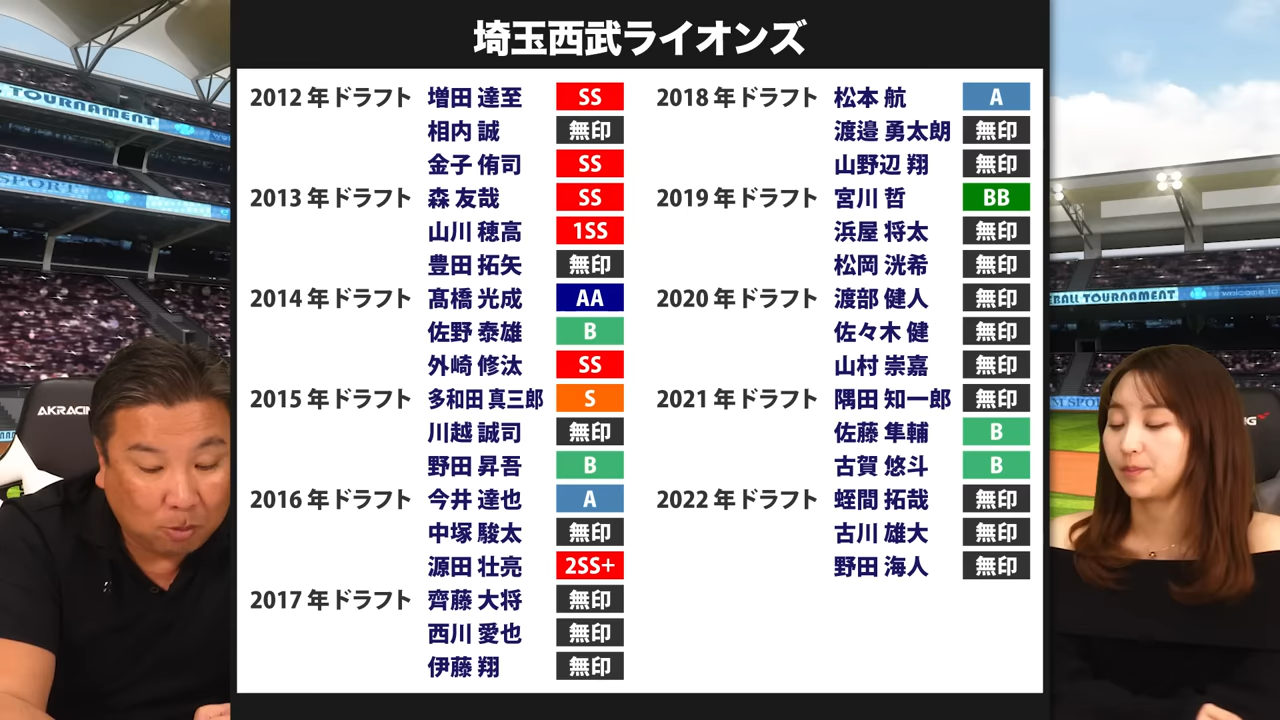 埼玉西武ライオンズ
2012年ドラフト 増田 達至 SS
相内 誠 無印
金子 侑司 SS
2013年ドラフト 森 友哉 SS
山川 穂高 1SS
豊田 拓矢 無印
2014年ドラフト 髙橋 光成 AA
佐野 泰雄 B
外崎 修汰 SS
2015年ドラフト 多和田 真三郎 S
川越 誠司 無印
野田 昇吾 B
2016年ドラフト 今井 達也 A
中塚 駿太 無印
源田 壮亮 2SS+
2017年ドラフト 齊藤 大将 無印
西川 愛也 無印
伊藤 翔 無印
2018年ドラフト 松本 航 A
渡邉 勇太朗 無印
山野辺 翔 無印
2019年ドラフト 宮川 哲 BB
浜屋 将太 無印
松岡 洸希 無印
2020年ドラフト 渡部 健人 無印
佐々木 健 無印
山村 崇嘉 無印
2021年ドラフト 隅田 知一郎 無印
佐藤 隼輔 B
古賀 悠斗 B
2022年ドラフト 蛭間 拓哉 無印
古川 雄大 無印
野田 海人 無印
TOURNAMENT
SPORT
AKRACIN
BALL TOURNAMENT
welcome to
M SPO
NG